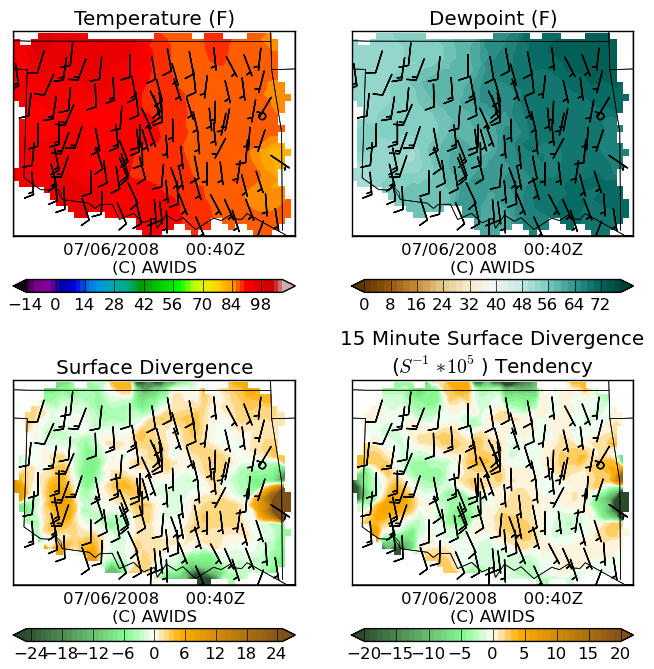 Temperature (F)
Dewpoint (F)
07/06/2008 00:40Z
(C) AWIDS
−14 0 14 28 42 56 70 84 98
07/06/2008 00:40Z
(C) AWIDS
0 8 16 24 32 40 48 56 64 72
Surface Divergence
15 Minute Surface Divergence
(S⁻¹ *10⁵ ) Tendency
07/06/2008 00:40Z
(C) AWIDS
−24 −18 −12 −6 0 6 12 18 24
07/06/2008 00:40Z
(C) AWIDS
−20 −15 −10 −5 0 5 10 15 20